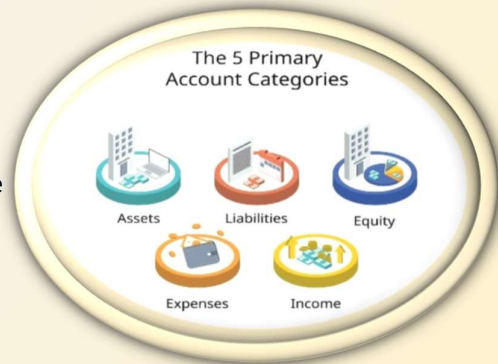 The 5 Primary
Account Categories
Assets
Liabilities
Equity
Expenses
Income